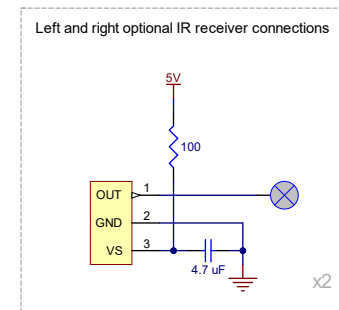 Left and right optional IR receiver connections
5V
100
OUT 1
GND 2
VS 3
4.7 uF
x2